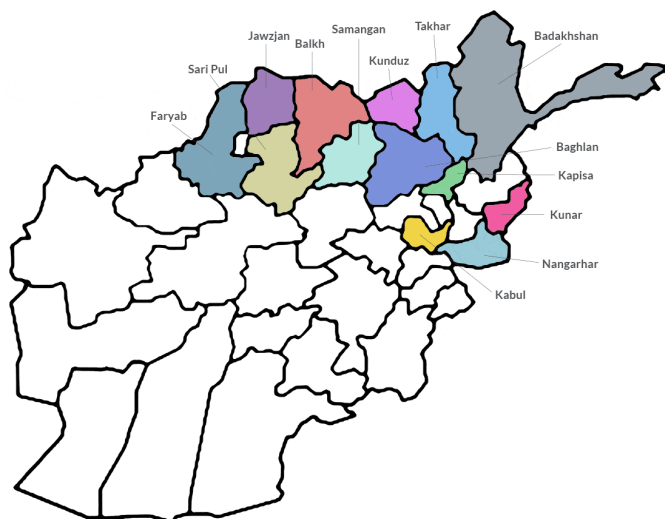 Samangan
Takhar
Jawzjan
Balkh
Badakhshan
Kunduz
Sari Pul
Faryab
Baghlan
Kapisa
Kunar
Nangarhar
Kabul